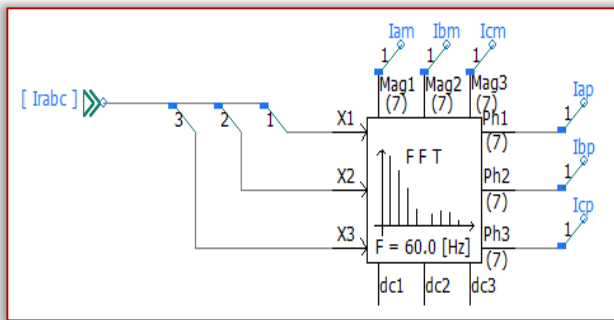 Iam Ibm Icm
1 1 1
Mag1 Mag2 Mag3
(7) (7) (7)
[ Irabc ]
3 2 1
X1 Ph1 1 Iap
(7)
F F T
X2 Ph2 1 Ibp
(7)
X3 Ph3 1 Icp
F = 60.0 [Hz] (7)
dc1 dc2 dc3